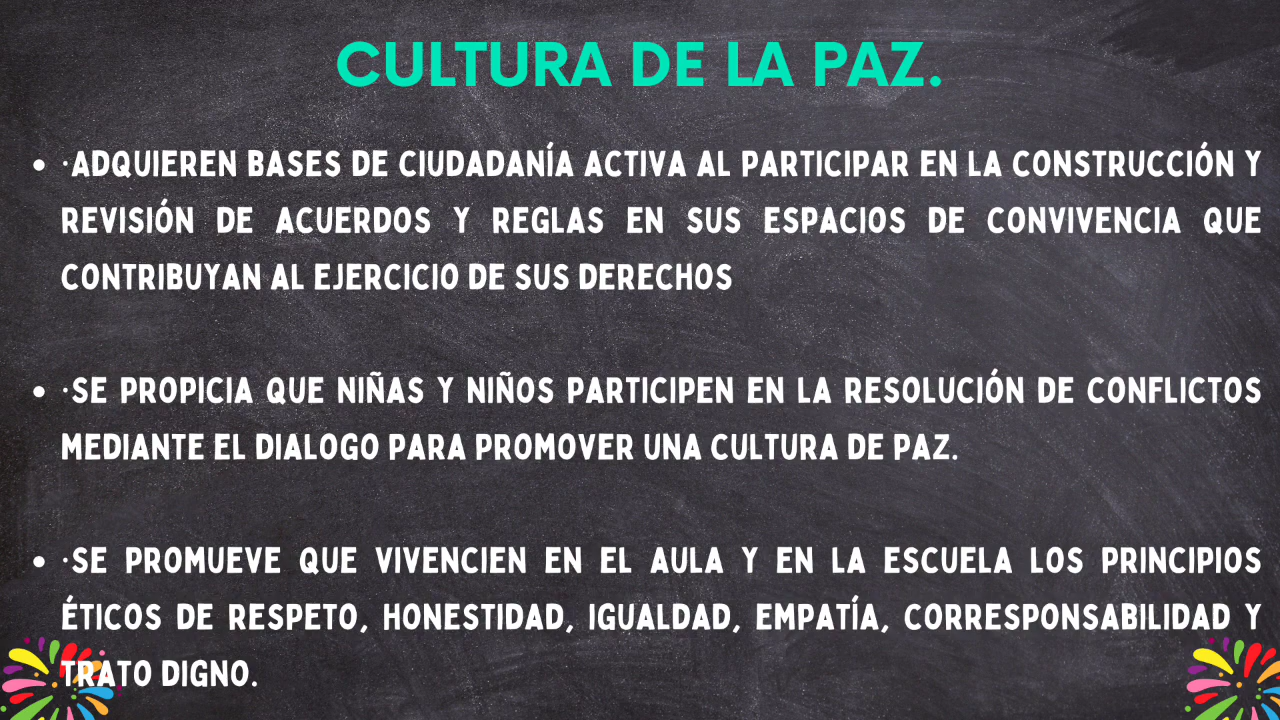 CULTURA DE LA PAZ.
• ·ADQUIEREN BASES DE CIUDADANÍA ACTIVA AL PARTICIPAR EN LA CONSTRUCCIÓN Y
REVISIÓN DE ACUERDOS Y REGLAS EN SUS ESPACIOS DE CONVIVENCIA QUE
CONTRIBUYAN AL EJERCICIO DE SUS DERECHOS
• ·SE PROPICIA QUE NIÑAS Y NIÑOS PARTICIPEN EN LA RESOLUCIÓN DE CONFLICTOS
MEDIANTE EL DIALOGO PARA PROMOVER UNA CULTURA DE PAZ.
• ·SE PROMUEVE QUE VIVENCIEN EN EL AULA Y EN LA ESCUELA LOS PRINCIPIOS
ÉTICOS DE RESPETO, HONESTIDAD, IGUALDAD, EMPATÍA, CORRESPONSABILIDAD Y
TRATO DIGNO.